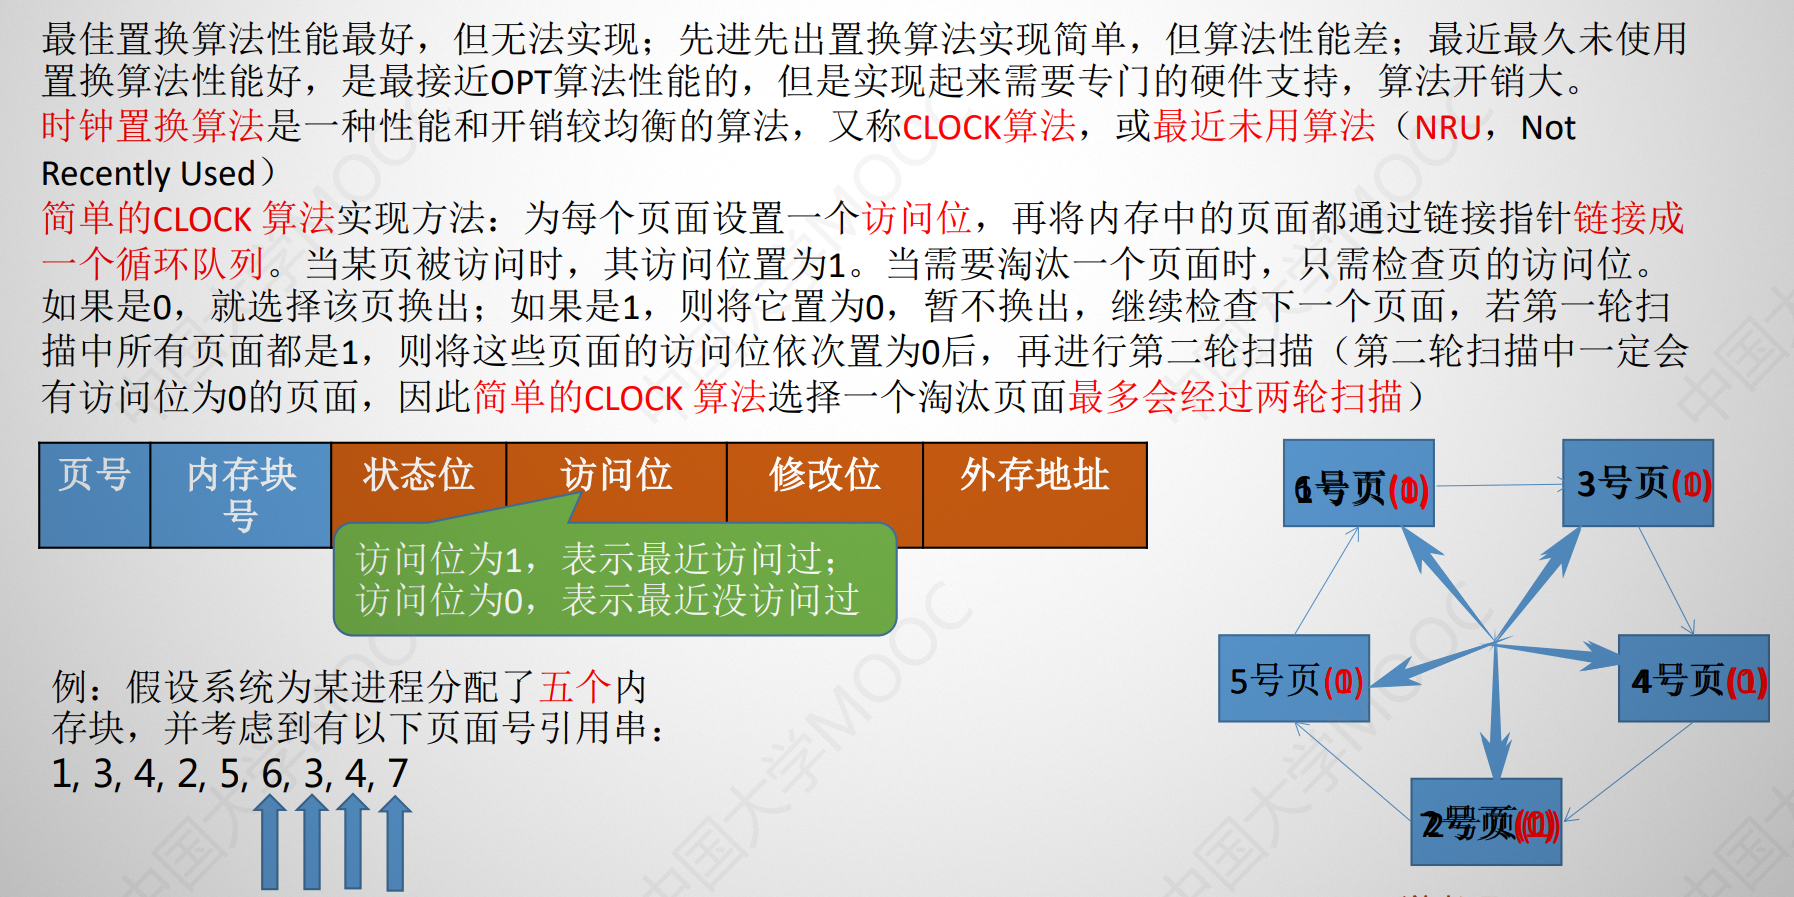 最佳置换算法性能最好，但无法实现；先进先出置换算法实现简单，但算法性能差；最近最久未使用
置换算法性能好，是最接近OPT算法性能的，但是实现起来需要专门的硬件支持，算法开销大。
时钟置换算法是一种性能和开销较均衡的算法，又称CLOCK算法，或最近未用算法（NRU，Not
Recently Used）
简单的CLOCK 算法实现方法：为每个页面设置一个访问位，再将内存中的页面都通过链接指针链接成
一个循环队列。当某页被访问时，其访问位置为1。当需要淘汰一个页面时，只需检查页的访问位。
如果是0，就选择该页换出；如果是1，则将它置为0，暂不换出，继续检查下一个页面，若第一轮扫
描中所有页面都是1，则将这些页面的访问位依次置为0后，再进行第二轮扫描（第二轮扫描中一定会
有访问位为0的页面，因此简单的CLOCK 算法选择一个淘汰页面最多会经过两轮扫描）
页号 内存块号 状态位 访问位 修改位 外存地址
访问位为1，表示最近访问过；
访问位为0，表示最近没访问过
例：假设系统为某进程分配了五个内
存块，并考虑到有以下页面号引用串：
1, 3, 4, 2, 5, 6, 3, 4, 7
号页
3号页
5号页
4号页
号页
中国大学MOOC